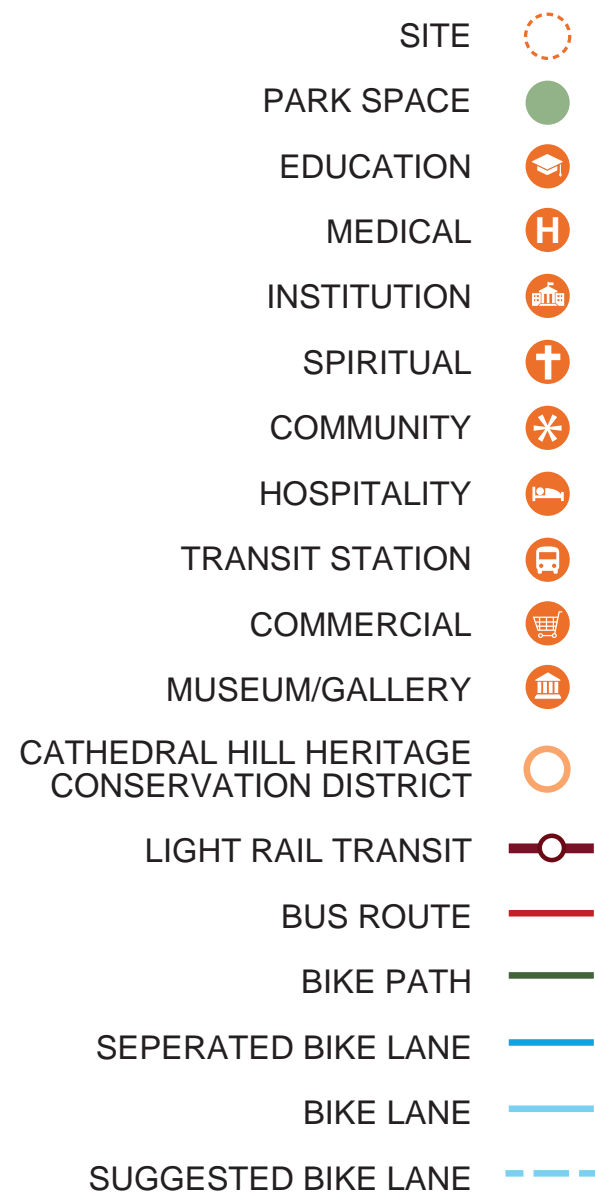 SITE
PARK SPACE
EDUCATION
MEDICAL
H
INSTITUTION
SPIRITUAL
COMMUNITY
HOSPITALITY
TRANSIT STATION
COMMERCIAL
MUSEUM/GALLERY
CATHEDRAL HILL HERITAGE
CONSERVATION DISTRICT
LIGHT RAIL TRANSIT
BUS ROUTE
BIKE PATH
SEPERATED BIKE LANE
BIKE LANE
SUGGESTED BIKE LANE